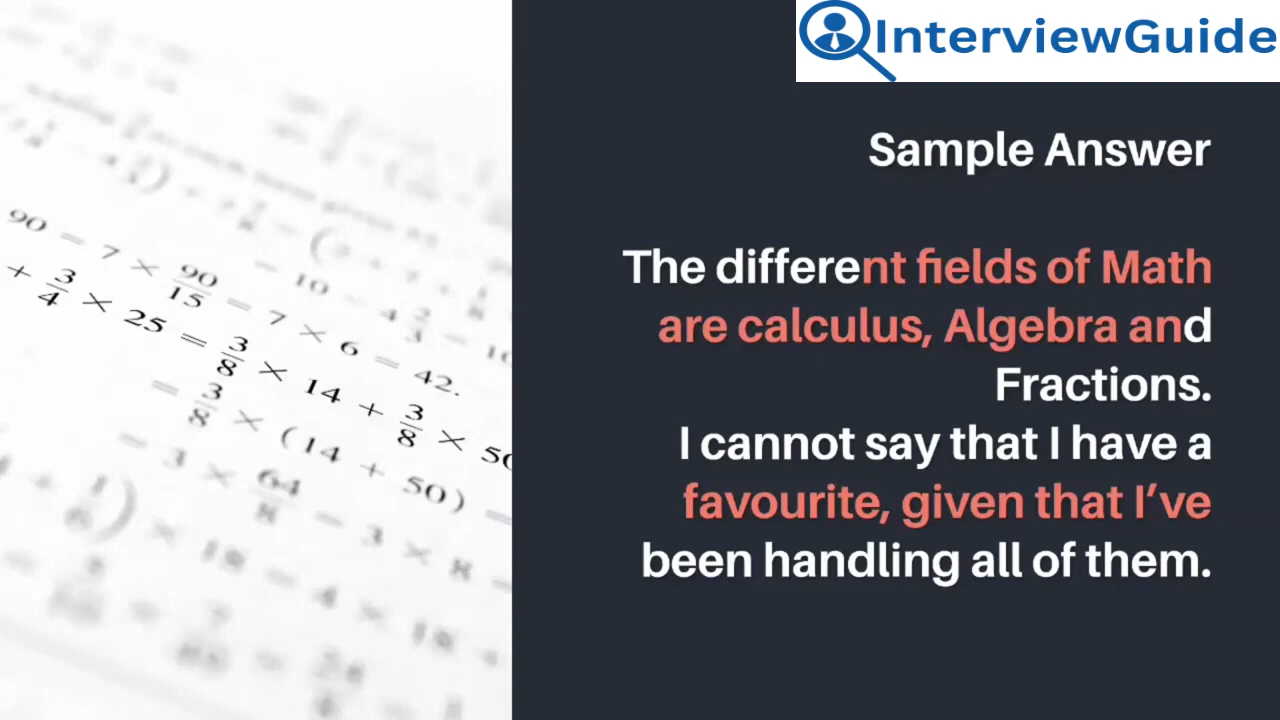 InterviewGuide
Sample Answer
The different fields of Math
are calculus, Algebra and
Fractions.
I cannot say that I have a
favourite, given that I’ve
been handling all of them.
90 − 7 × 90/15 = 7 × 6 = 42.
+ 3/4 × 25 = 3/8 × 14 + 3/8 × 50
= 3/8 × (14 + 50) =